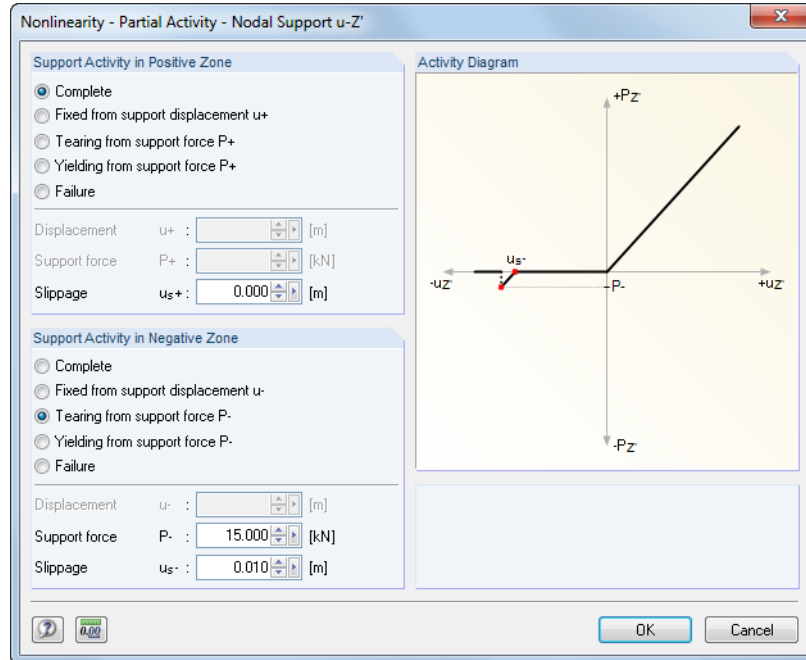 Nonlinearity - Partial Activity - Nodal Support u-Z'
Support Activity in Positive Zone
Complete
Fixed from support displacement u+
Tearing from support force P+
Yielding from support force P+
Failure
Displacement u+ : [m]
Support force P+ : [kN]
Slippage us+ : 0.000 [m]
Support Activity in Negative Zone
Complete
Fixed from support displacement u-
Tearing from support force P-
Yielding from support force P-
Failure
Displacement u- : [m]
Support force P- : 15.000 [kN]
Slippage us- : 0.010 [m]
Activity Diagram
+PZ'
us-
-uZ'
P-
+uZ'
-PZ'
0.00
OK
Cancel